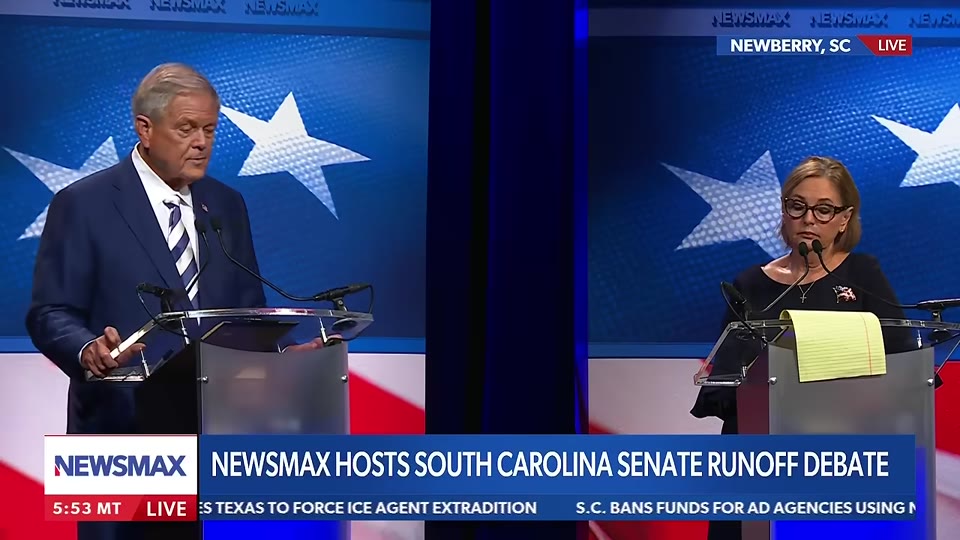 NEWSMAX NEWSMAX NEWSMAX
NEWSMAX NEWSMAX NEWSMAX
NEWBERRY, SC LIVE
NEWSMAX
NEWSMAX HOSTS SOUTH CAROLINA SENATE RUNOFF DEBATE
5:53 MT LIVE
ES TEXAS TO FORCE ICE AGENT EXTRADITION S.C. BANS FUNDS FOR AD AGENCIES USING